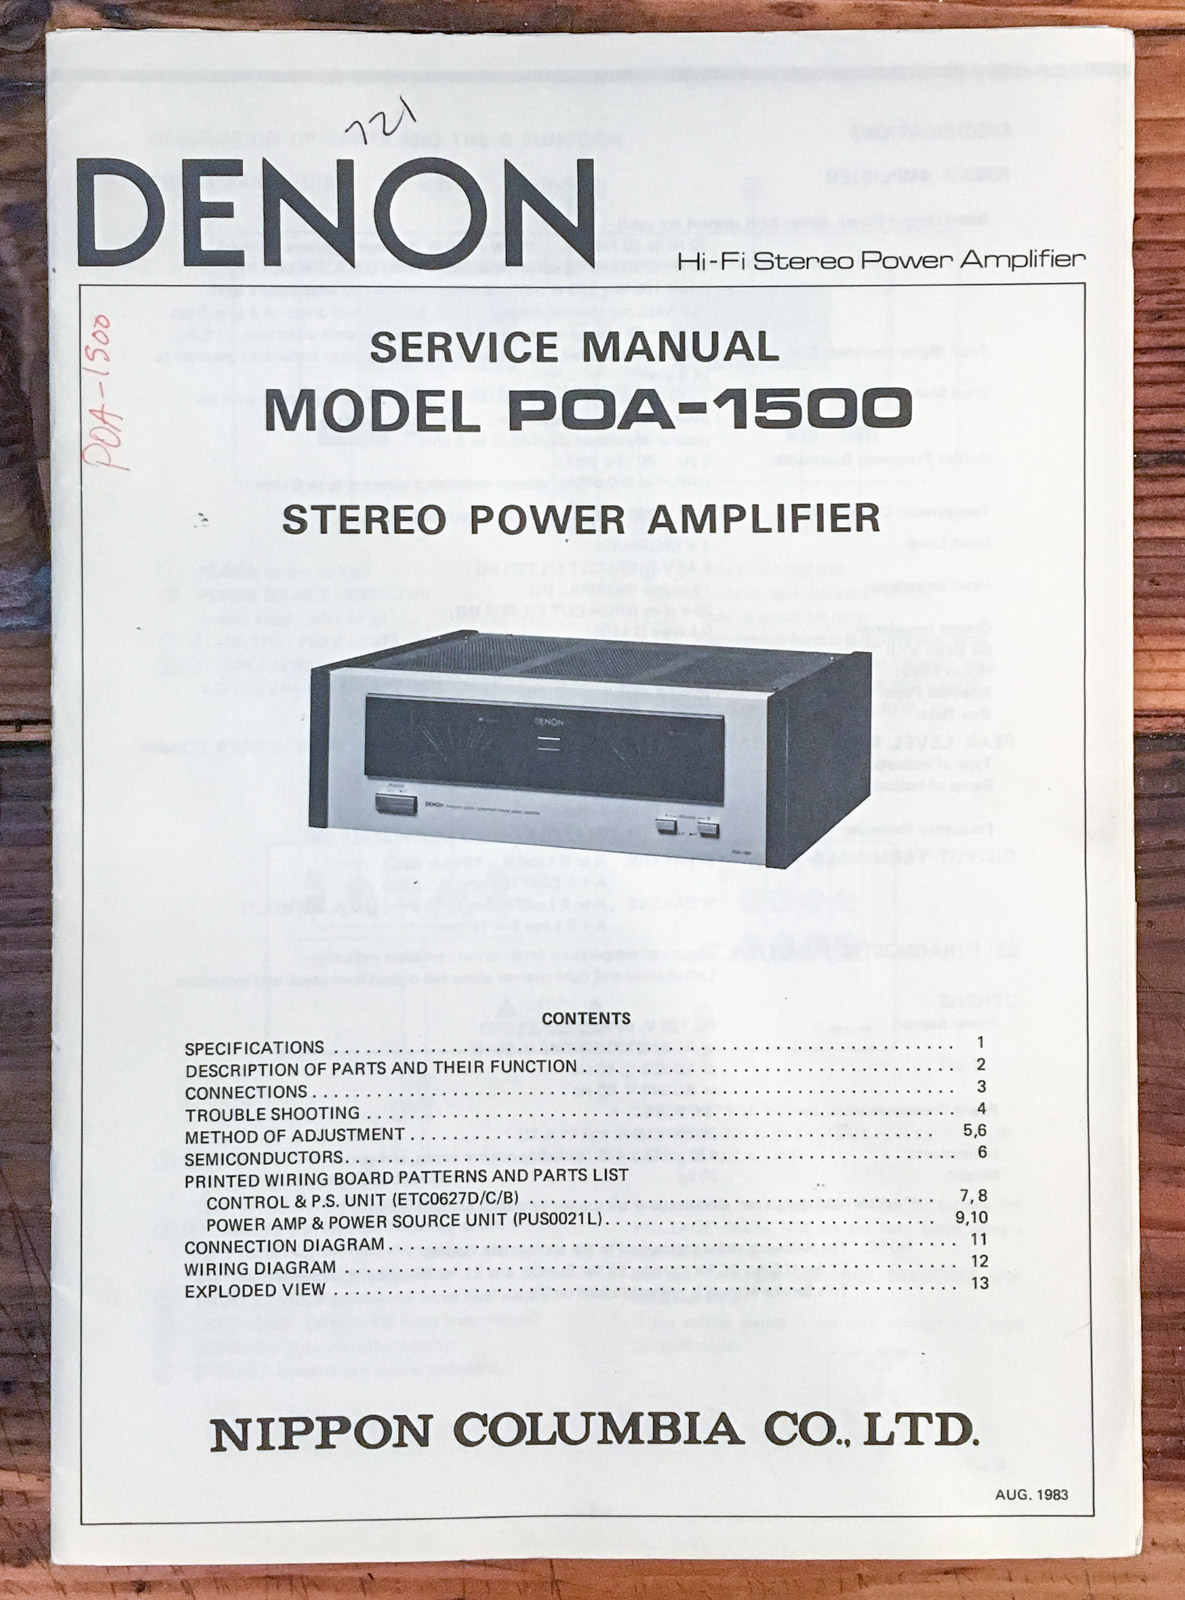 721
DENON
Hi-Fi Stereo Power Amplifier
POA-1500
SERVICE MANUAL
MODEL POA-1500
STEREO POWER AMPLIFIER
DENON
POWER
DENON
CONTENTS
SPECIFICATIONS . . . . . . . . . . . . . . . . . . . . 1
DESCRIPTION OF PARTS AND THEIR FUNCTION . . . . . . . . . . . . . . . . . . . . 2
CONNECTIONS . . . . . . . . . . . . . . . . . . . . 3
TROUBLE SHOOTING . . . . . . . . . . . . . . . . . . . . 4
METHOD OF ADJUSTMENT . . . . . . . . . . . . . . . . . . . . 5,6
SEMICONDUCTORS . . . . . . . . . . . . . . . . . . . . 6
PRINTED WIRING BOARD PATTERNS AND PARTS LIST
CONTROL & P.S. UNIT (ETC0627D/C/B) . . . . . . . . . . . . . . . . . . . . 7,8
POWER AMP & POWER SOURCE UNIT (PUS0021L) . . . . . . . . . . . . . . . . . . . . 9,10
CONNECTION DIAGRAM . . . . . . . . . . . . . . . . . . . . 11
WIRING DIAGRAM . . . . . . . . . . . . . . . . . . . . 12
EXPLODED VIEW . . . . . . . . . . . . . . . . . . . . 13
NIPPON COLUMBIA CO., LTD.
AUG. 1983